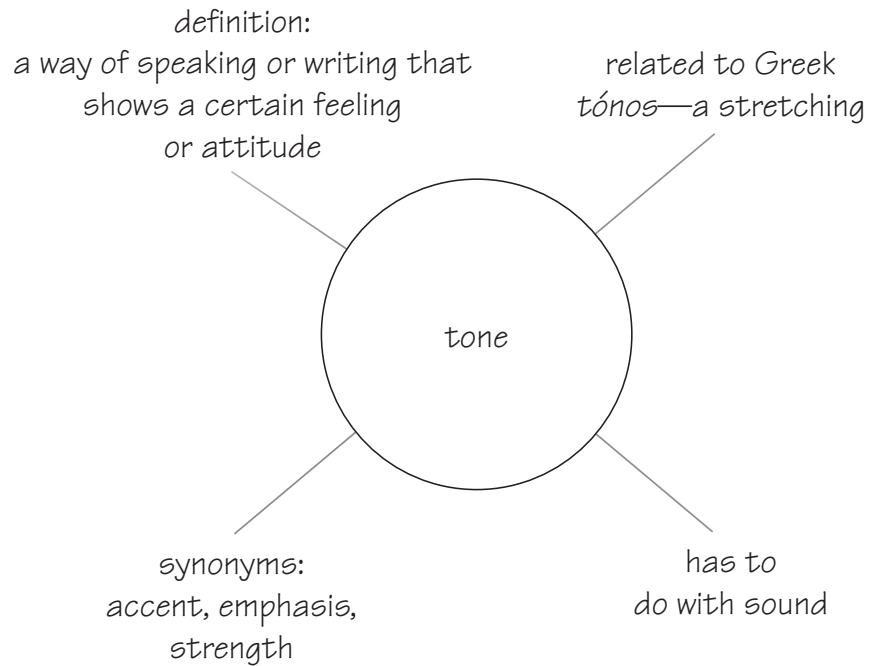 definition:
a way of speaking or writing that
shows a certain feeling
or attitude
related to Greek
tónos—a stretching
tone
synonyms:
accent, emphasis,
strength
has to
do with sound